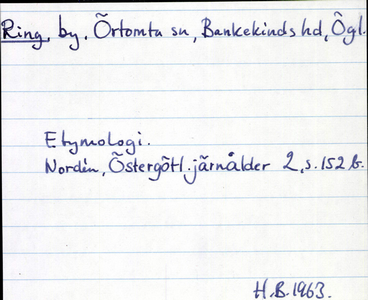 Ring, by, Örtomta sn, Bankekinds hd, Ögl.
Etymologi.
Nordén, Östergötl. järnålder 2, s. 152 b.
H.B. 1963.